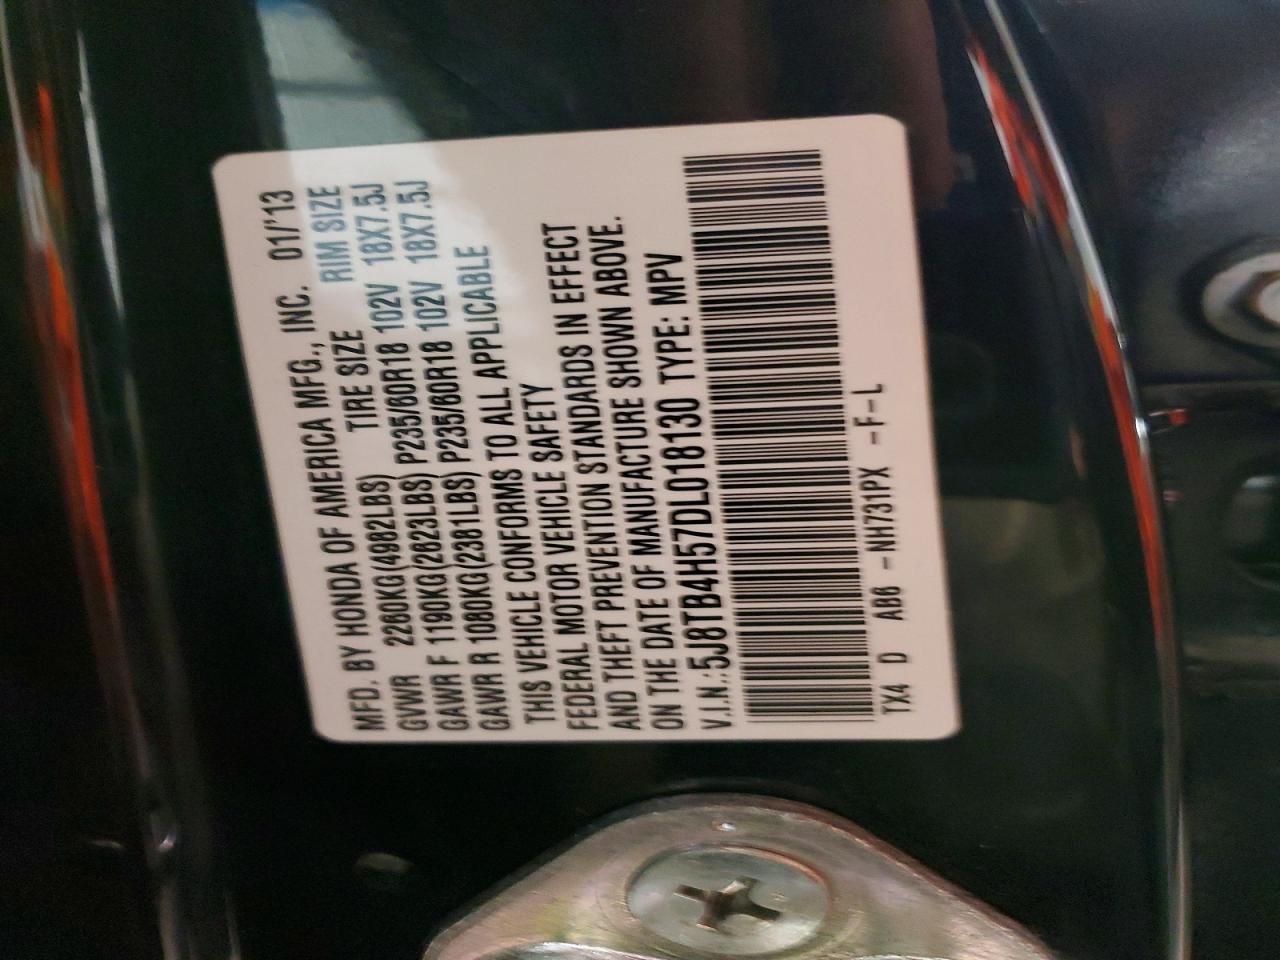 MFD. BY HONDA OF AMERICA MFG., INC. 01/'13
GVWR 2260KG(4982LBS) TIRE SIZE RIM SIZE
GAWR F 1190KG(2623LBS) P235/60R18 102V 18X7.5J
GAWR R 1080KG(2381LBS) P235/60R18 102V 18X7.5J
THIS VEHICLE CONFORMS TO ALL APPLICABLE
FEDERAL MOTOR VEHICLE SAFETY
AND THEFT PREVENTION STANDARDS IN EFFECT
ON THE DATE OF MANUFACTURE SHOWN ABOVE.
V.I.N.:5J8TB4H57DL018130 TYPE: MPV
TX4 D AB6 -NH731PX -F-L